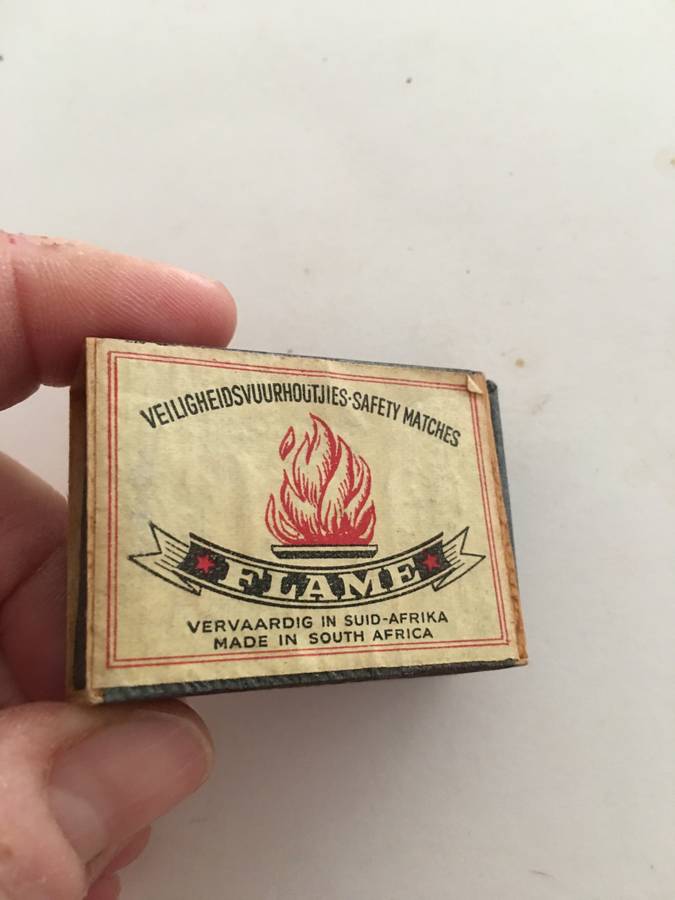 VEILIGHEIDSVUURHOUTJIES·SAFETY MATCHES
FLAME
VERVAARDIG IN SUID-AFRIKA
MADE IN SOUTH AFRICA